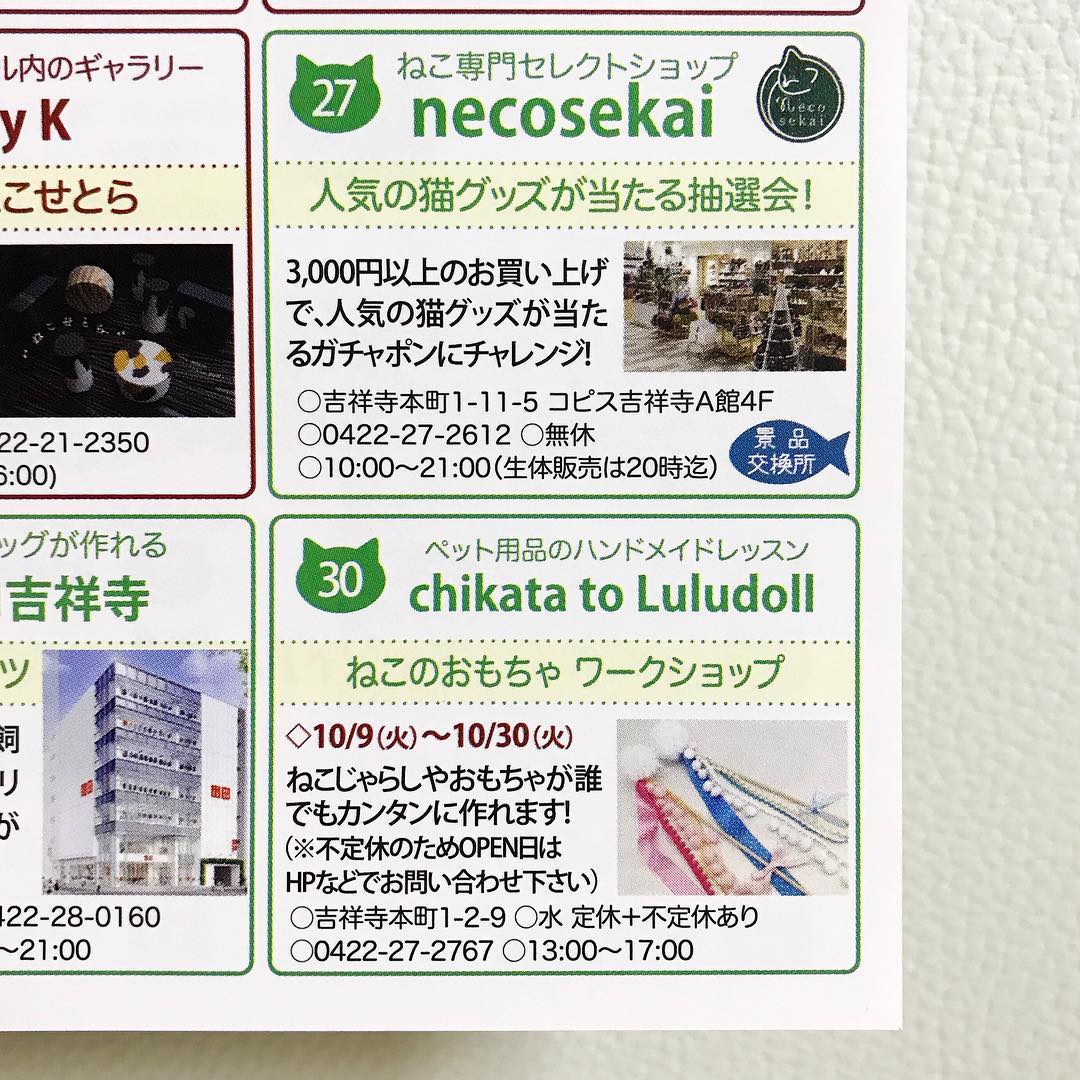 ル内のギャラリー
y K
こせとら
ねこせとら
22-21-2350
6:00)
27
ねこ専門セレクトショップ
necosekai
neco
sekai
人気の猫グッズが当たる抽選会!
3,000円以上のお買い上げ
で、人気の猫グッズが当た
るガチャポンにチャレンジ!
○吉祥寺本町1-11-5 コピス吉祥寺A館4F
○0422-27-2612 ○無休
○10:00〜21:00(生体販売は20時迄)
景品
交換所
ッグが作れる
吉祥寺
ツ
飼
リ
が
422-28-0160
〜21:00
30
ペット用品のハンドメイドレッスン
chikata to Luludoll
ねこのおもちゃ ワークショップ
◇10/9(火)〜10/30(火)
ねこじゃらしやおもちゃが誰
でもカンタンに作れます!
(※不定休のためOPEN日は
HPなどでお問い合わせ下さい)
○吉祥寺本町1-2-9 ○水 定休+不定休あり
○0422-27-2767 ○13:00〜17:00